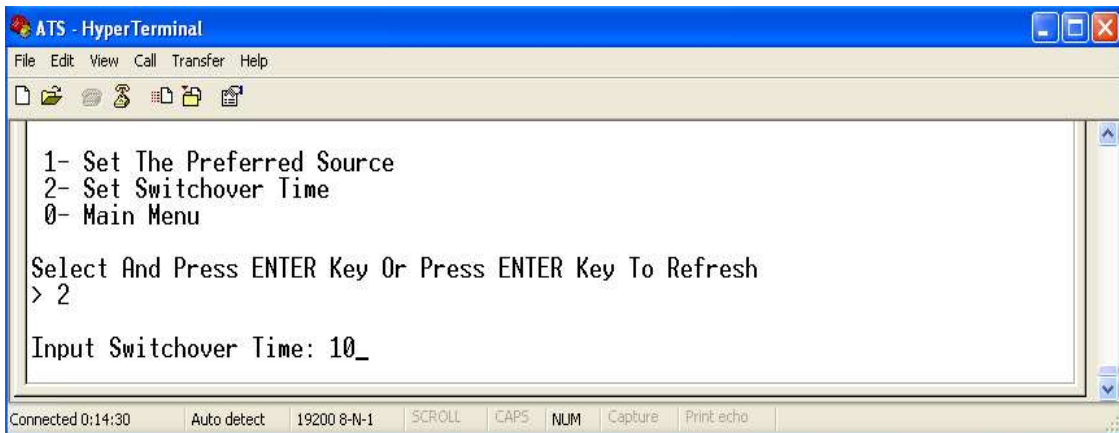 ATS - HyperTerminal
File Edit View Call Transfer Help
1- Set The Preferred Source
2- Set Switchover Time
0- Main Menu
Select And Press ENTER Key Or Press ENTER Key To Refresh
> 2
Input Switchover Time: 10_
Connected 0:14:30 Auto detect 19200 8-N-1 SCROLL CAPS NUM Capture Print echo